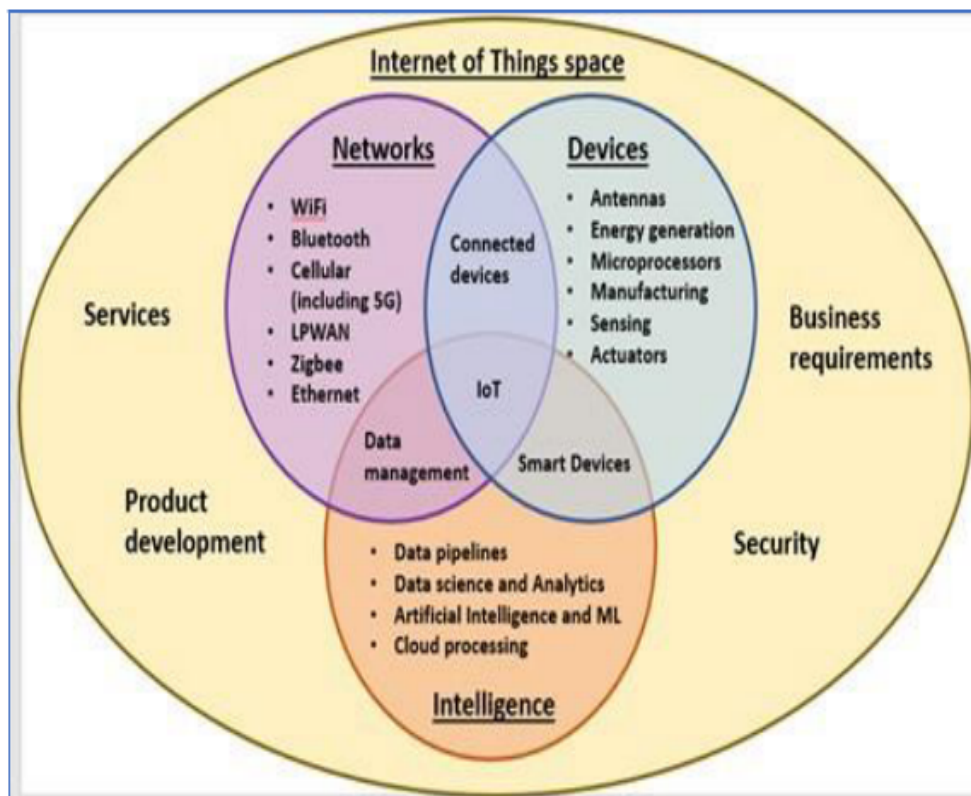 Internet of Things space
Networks
• WiFi
• Bluetooth
• Cellular
(including 5G)
• LPWAN
• Zigbee
• Ethernet
Devices
• Antennas
• Energy generation
• Microprocessors
• Manufacturing
• Sensing
• Actuators
Connected
devices
Services
Business
requirements
IoT
Data
management
Smart Devices
Product
development
Security
• Data pipelines
• Data science and Analytics
• Artificial Intelligence and ML
• Cloud processing
Intelligence